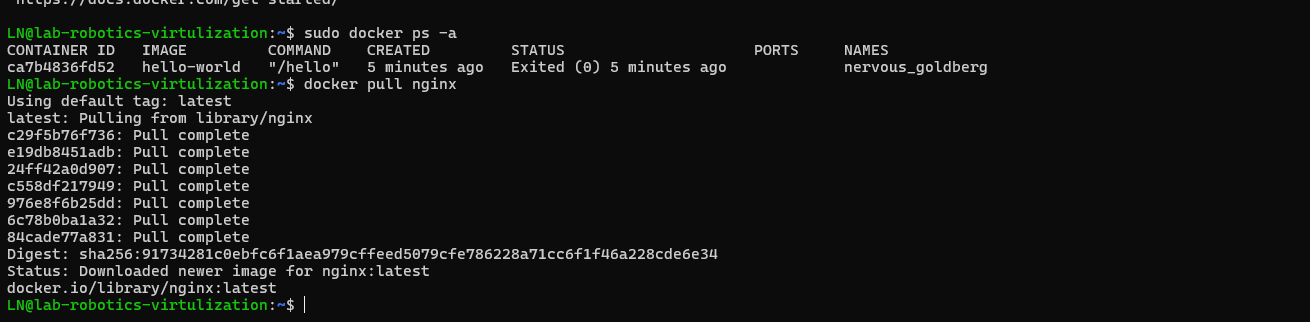 https://docs.docker.com/get-started/
LN@lab-robotics-virtulization:~$ sudo docker ps -a
CONTAINER ID   IMAGE         COMMAND    CREATED         STATUS                     PORTS     NAMES
ca7b4836fd52   hello-world   "/hello"   5 minutes ago   Exited (0) 5 minutes ago             nervous_goldberg
LN@lab-robotics-virtulization:~$ docker pull nginx
Using default tag: latest
latest: Pulling from library/nginx
c29f5b76f736: Pull complete
e19db8451adb: Pull complete
24ff42a0d907: Pull complete
c558df217949: Pull complete
976e8f6b25dd: Pull complete
6c78b0ba1a32: Pull complete
84cade77a831: Pull complete
Digest: sha256:91734281c0ebfc6f1aea979cffeed5079cfe786228a71cc6f1f46a228cde6e34
Status: Downloaded newer image for nginx:latest
docker.io/library/nginx:latest
LN@lab-robotics-virtulization:~$